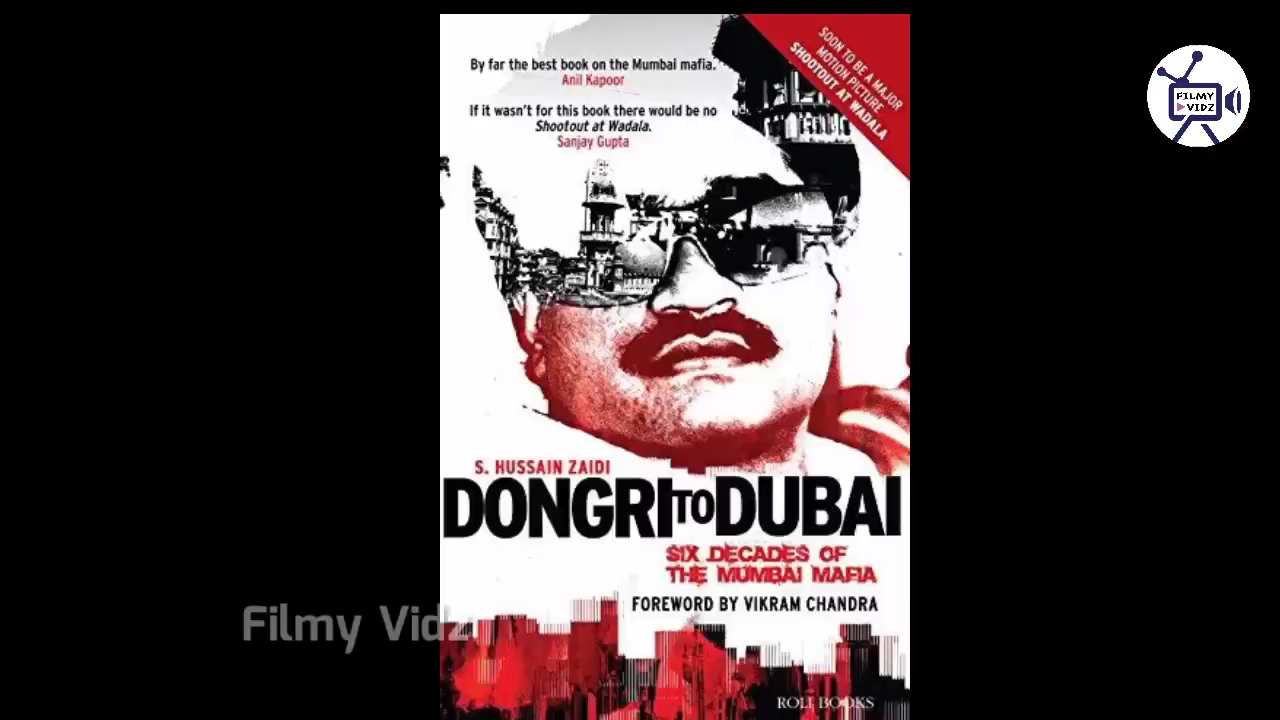 By far the best book on the Mumbai mafia.
Anil Kapoor
If it wasn't for this book there would be no
Shootout at Wadala.
Sanjay Gupta
SOON TO BE A MAJOR
MOTION PICTURE
SHOOTOUT AT WADALA
FILMY
VIDZ
S. HUSSAIN ZAIDI
DONGRI TO DUBAI
SIX DECADES OF
THE MUMBAI MAFIA
FOREWORD BY VIKRAM CHANDRA
Filmy Vidz
ROLI BOOKS